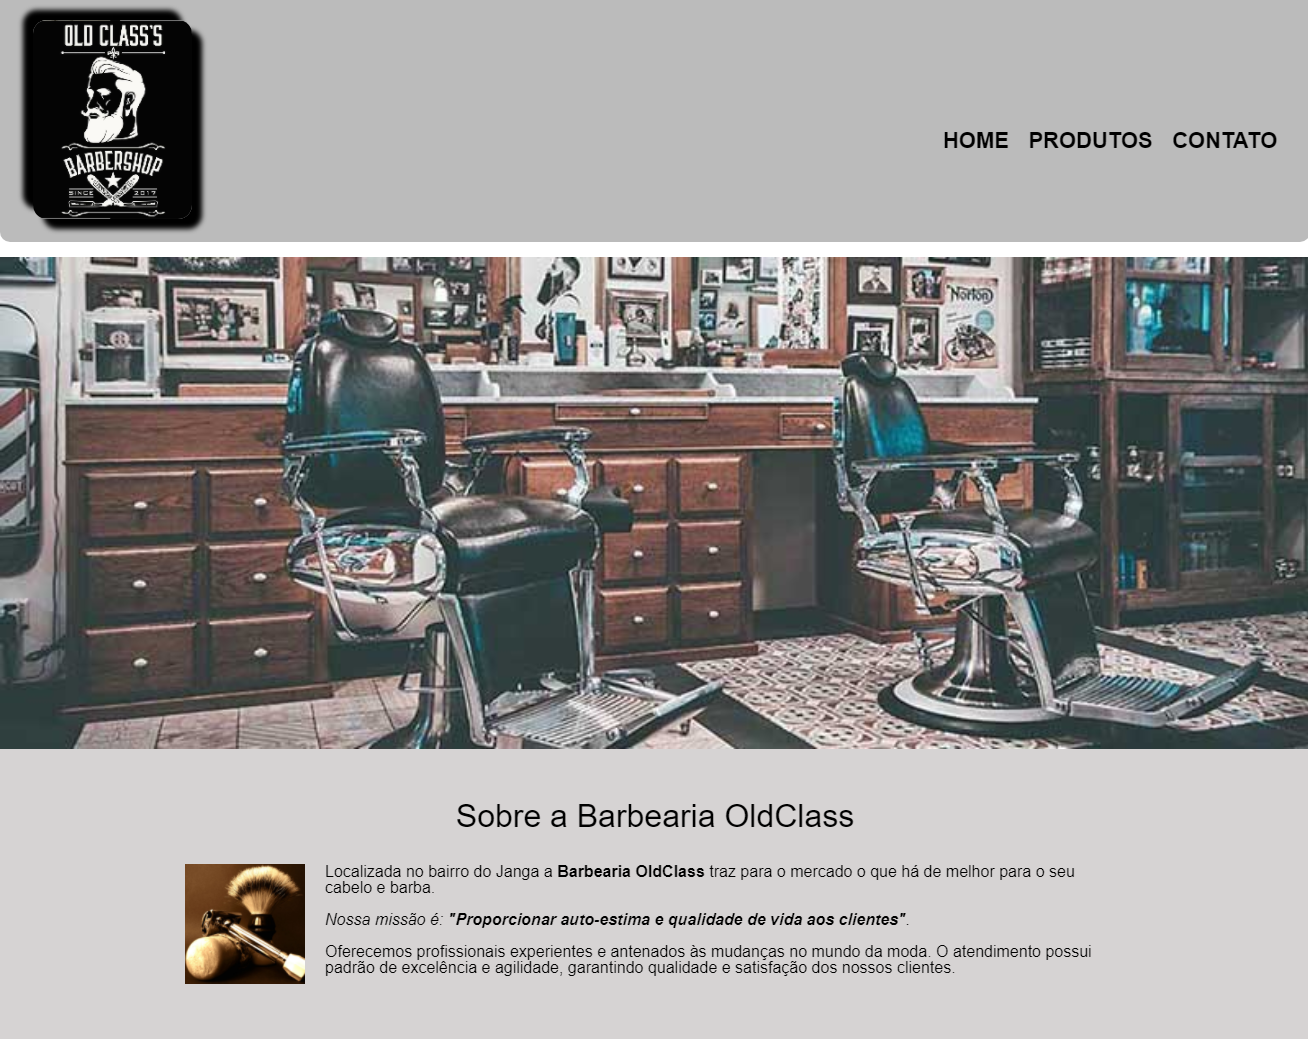 OLD CLASS'S
BARBERSHOP
SINCE 2017
HOME PRODUTOS CONTATO
Norton
Sobre a Barbearia OldClass
Localizada no bairro do Janga a Barbearia OldClass traz para o mercado o que há de melhor para o seu
cabelo e barba.
Nossa missão é: "Proporcionar auto-estima e qualidade de vida aos clientes".
Oferecemos profissionais experientes e antenados às mudanças no mundo da moda. O atendimento possui
padrão de excelência e agilidade, garantindo qualidade e satisfação dos nossos clientes.